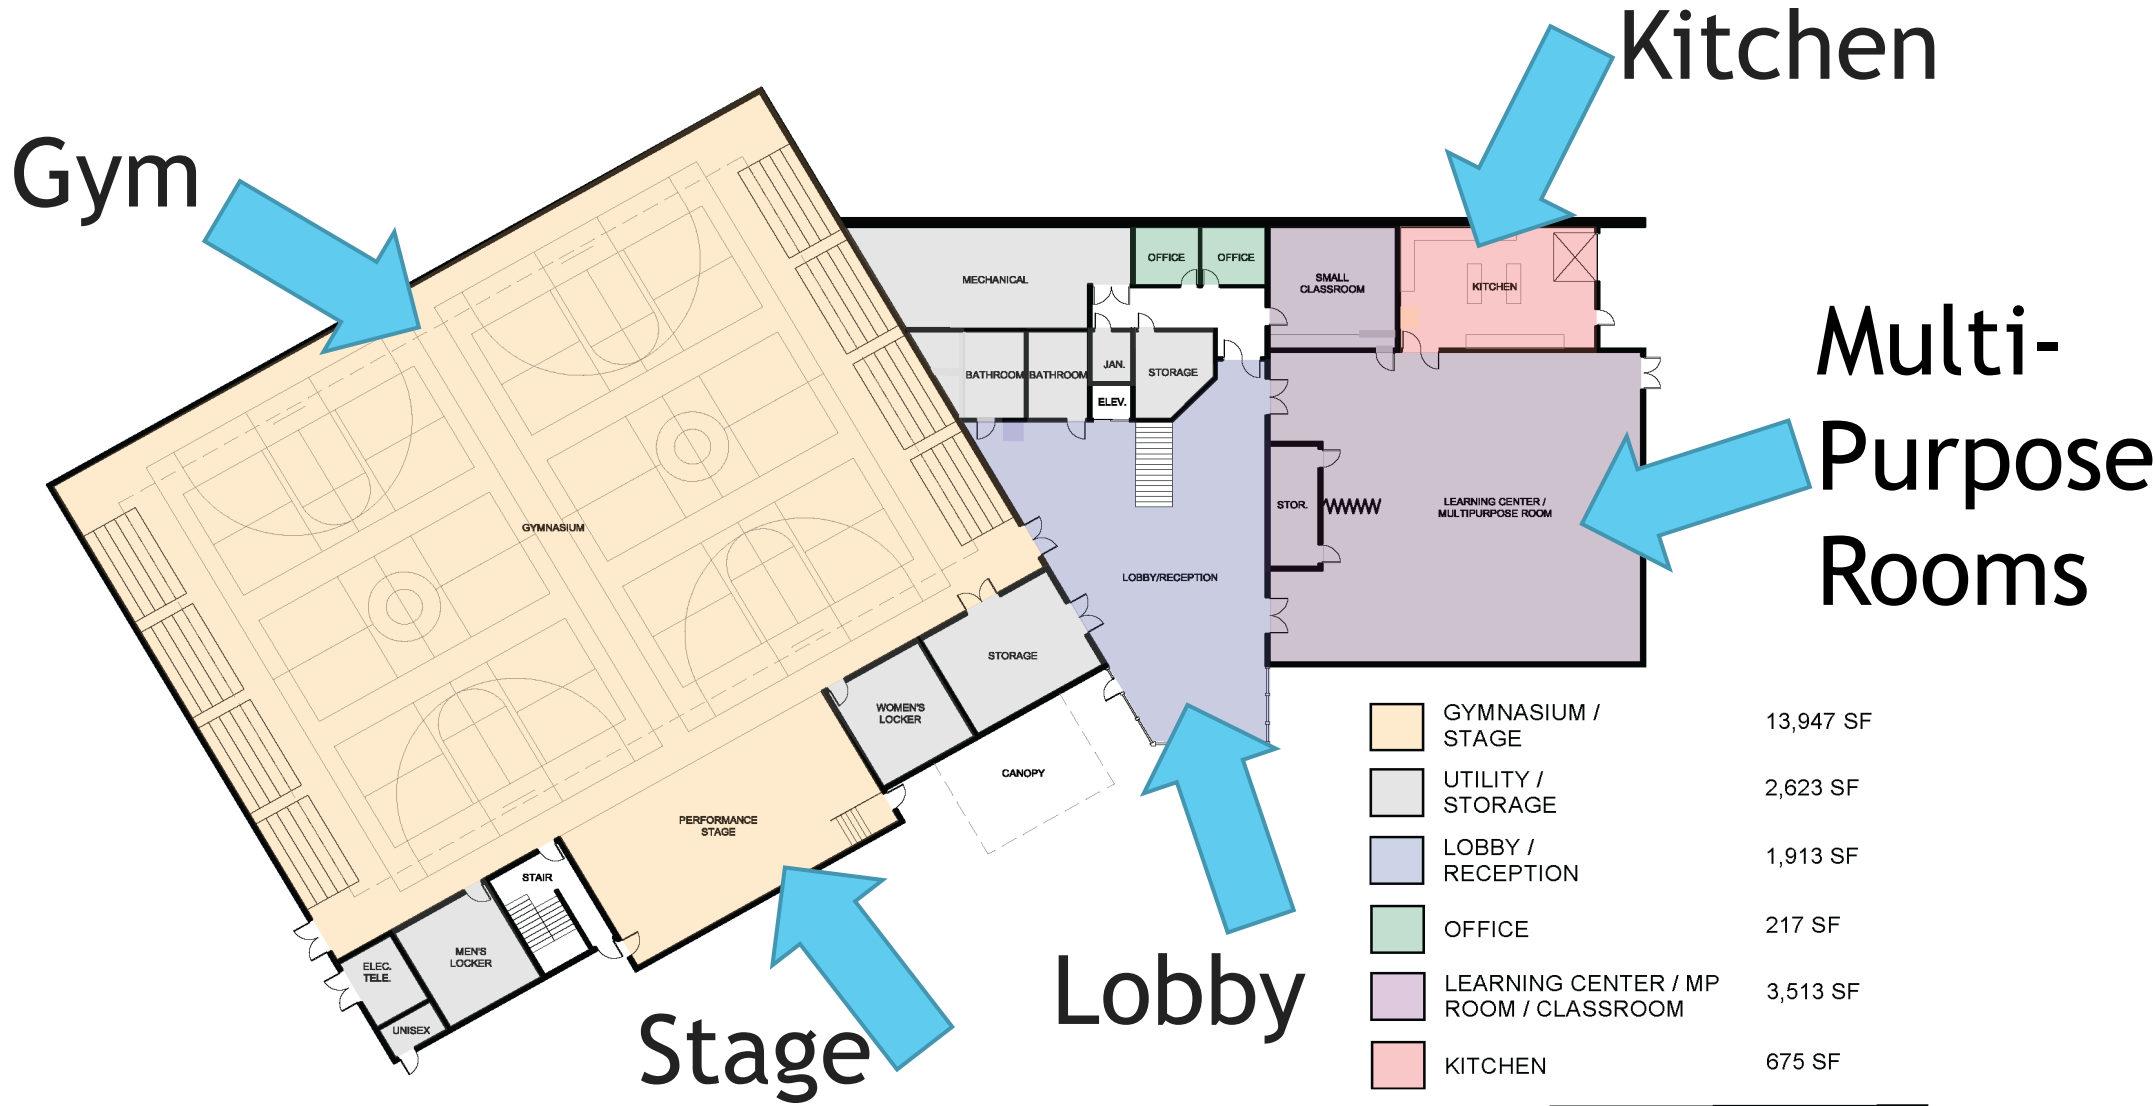 Kitchen
Gym
Multi-
Purpose
Rooms
Lobby
Stage
MECHANICAL
OFFICE
OFFICE
SMALL
CLASSROOM
KITCHEN
BATHROOM
BATHROOM
JAN.
ELEV.
STORAGE
GYMNASIUM
STOR.
LEARNING CENTER /
MULTIPURPOSE ROOM
LOBBY/RECEPTION
STORAGE
WOMEN'S
LOCKER
CANOPY
PERFORMANCE
STAGE
STAIR
MEN'S
LOCKER
ELEC.
TELE.
UNISEX
GYMNASIUM /
STAGE
13,947 SF
UTILITY /
STORAGE
2,623 SF
LOBBY /
RECEPTION
1,913 SF
OFFICE
217 SF
LEARNING CENTER / MP
ROOM / CLASSROOM
3,513 SF
KITCHEN
675 SF